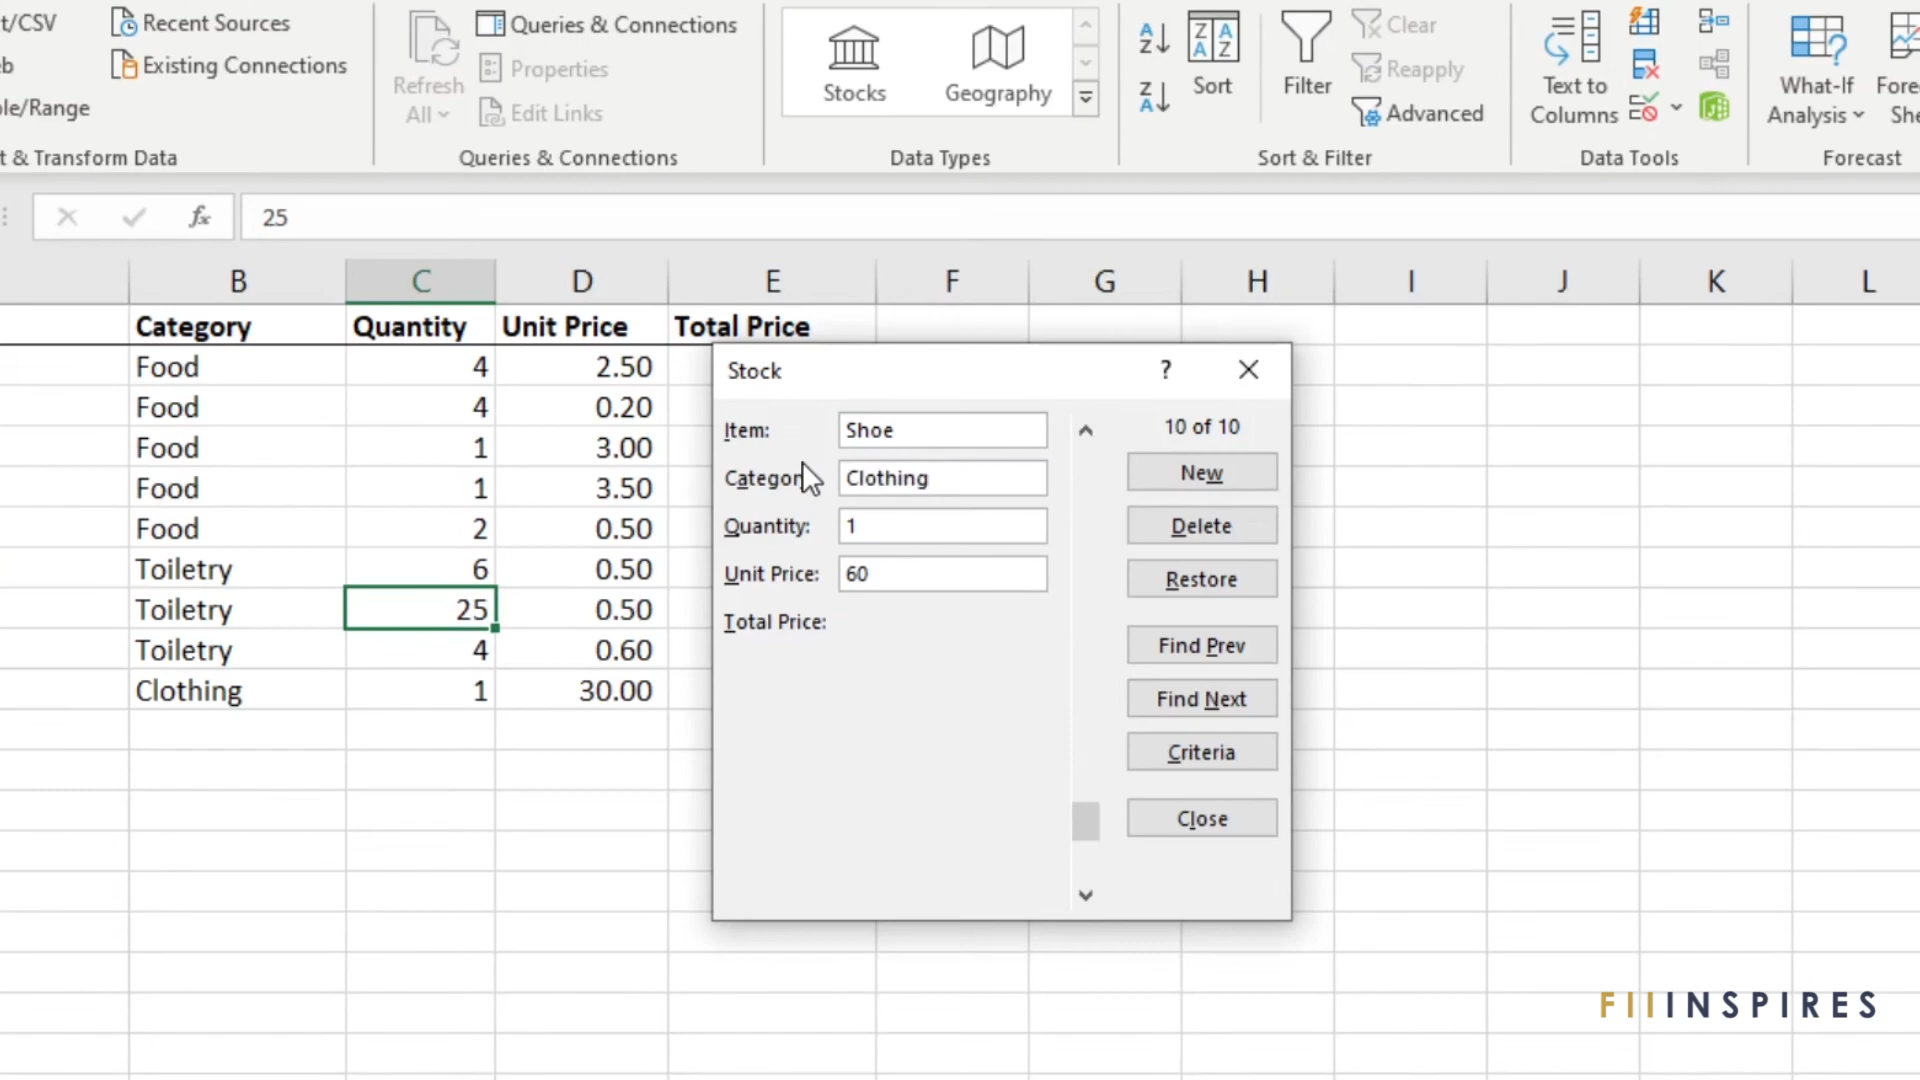 t/CSV
Recent Sources
Queries & Connections
Clear
b
Existing Connections
Properties
Reapply
le/Range
Refresh
All
Edit Links
Stocks
Geography
Sort
Filter
Advanced
Text to
Columns
What-If
Analysis
Fore
She
t & Transform Data
Queries & Connections
Data Types
Sort & Filter
Data Tools
Forecast
fx
25
B C D E F G H I J K L
Category Quantity Unit Price Total Price
Food 4 2.50
Food 4 0.20
Food 1 3.00
Food 1 3.50
Food 2 0.50
Toiletry 6 0.50
Toiletry 25 0.50
Toiletry 4 0.60
Clothing 1 30.00
Stock ?
Item: Shoe
Categor Clothing
Quantity: 1
Unit Price: 60
Total Price:
10 of 10
New
Delete
Restore
Find Prev
Find Next
Criteria
Close
FIIINSPIRES